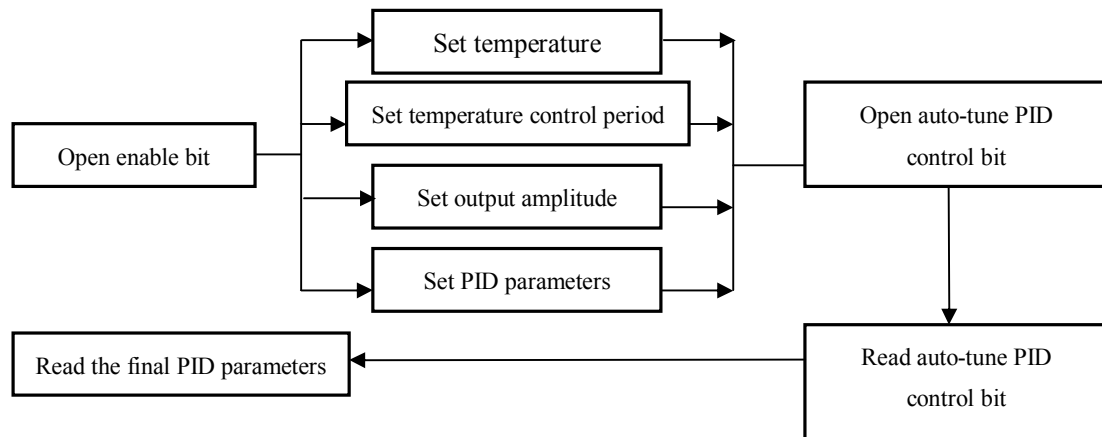 Set temperature
Set temperature control period
Open enable bit
Set output amplitude
Set PID parameters
Open auto-tune PID
control bit
Read auto-tune PID
control bit
Read the final PID parameters